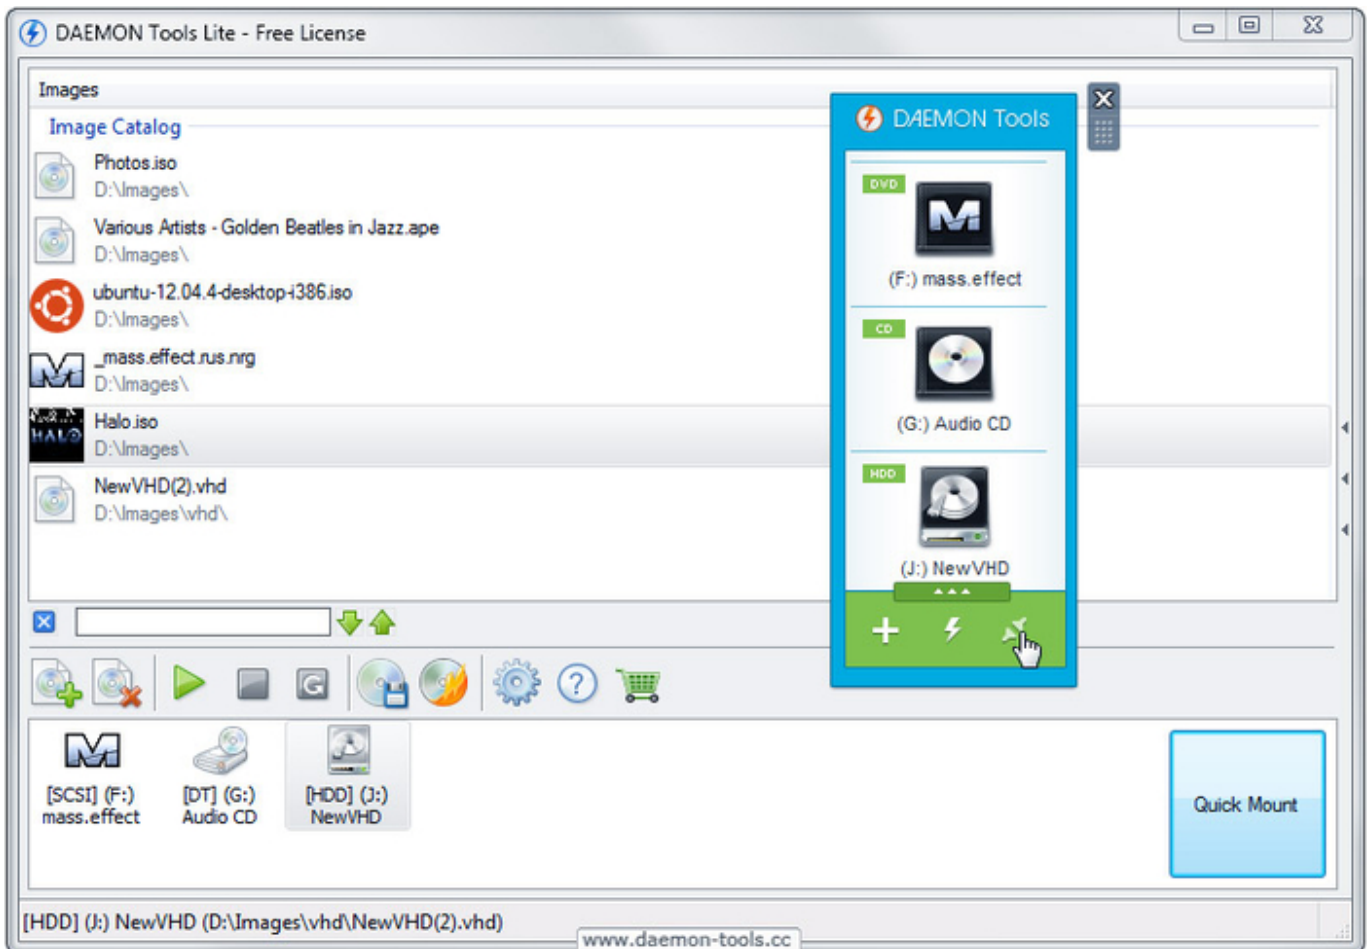 DAEMON Tools Lite - Free License
Images
Image Catalog
Photos.iso
D:\Images\
Various Artists - Golden Beatles in Jazz.ape
D:\Images\
ubuntu-12.04.4-desktop-i386.iso
D:\Images\
_mass.effect.rus.nrg
D:\Images\
HALO
Halo.iso
D:\Images\
NewVHD(2).vhd
D:\Images\vhd\
DAEMON Tools
DVD
M
(F:) mass.effect
CD
(G:) Audio CD
HDD
(J:) NewVHD
G
?
M
[SCSI] (F:)
mass.effect
[DT] (G:)
Audio CD
[HDD] (J:)
NewVHD
Quick Mount
[HDD] (J:) NewVHD (D:\Images\vhd\NewVHD(2).vhd)
www.daemon-tools.cc